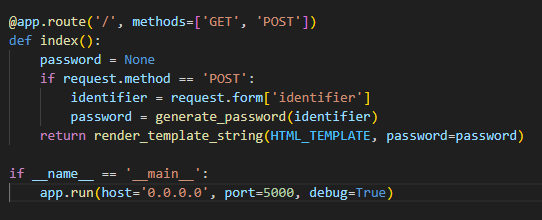 @app.route('/', methods=['GET', 'POST'])
def index():
    password = None
    if request.method == 'POST':
        identifier = request.form['identifier']
        password = generate_password(identifier)
    return render_template_string(HTML_TEMPLATE, password=password)

if __name__ == '__main__':
    app.run(host='0.0.0.0', port=5000, debug=True)